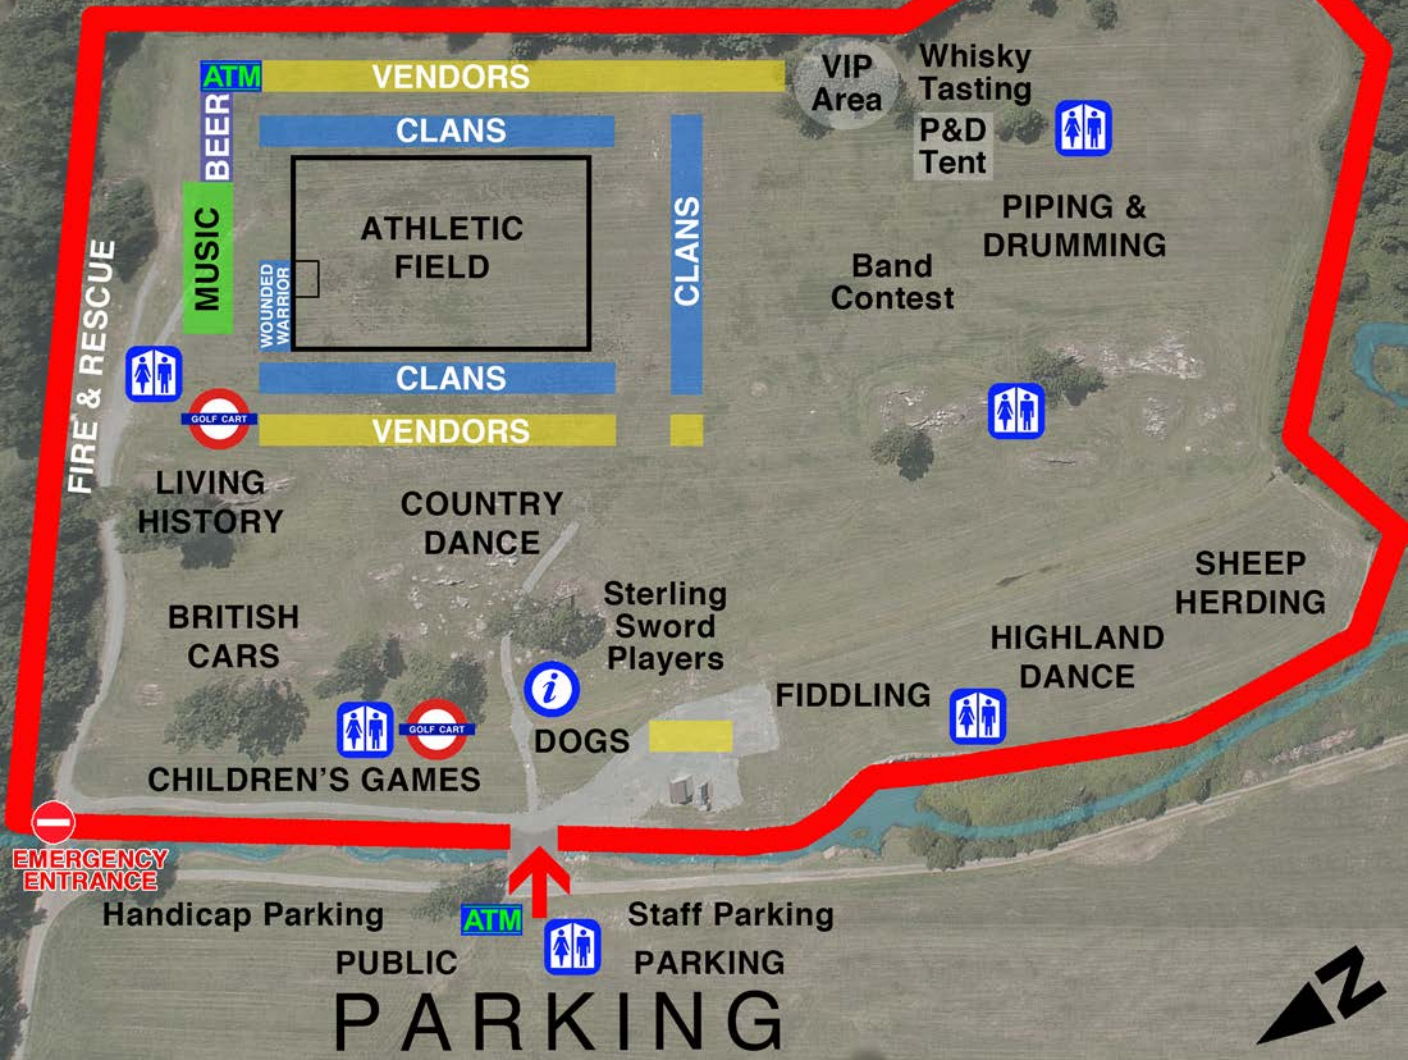 ATM
VENDORS
VIP
Area
Whisky
Tasting
BEER
CLANS
P&D
Tent
MUSIC
ATHLETIC
FIELD
CLANS
PIPING &
DRUMMING
Band
Contest
WOUNDED
WARRIOR
FIRE & RESCUE
CLANS
GOLF CART
VENDORS
LIVING
HISTORY
COUNTRY
DANCE
SHEEP
HERDING
BRITISH
CARS
Sterling
Sword
Players
HIGHLAND
DANCE
i
FIDDLING
GOLF CART
DOGS
CHILDREN'S GAMES
EMERGENCY
ENTRANCE
Handicap Parking
ATM
Staff Parking
PUBLIC
PARKING
PARKING
N